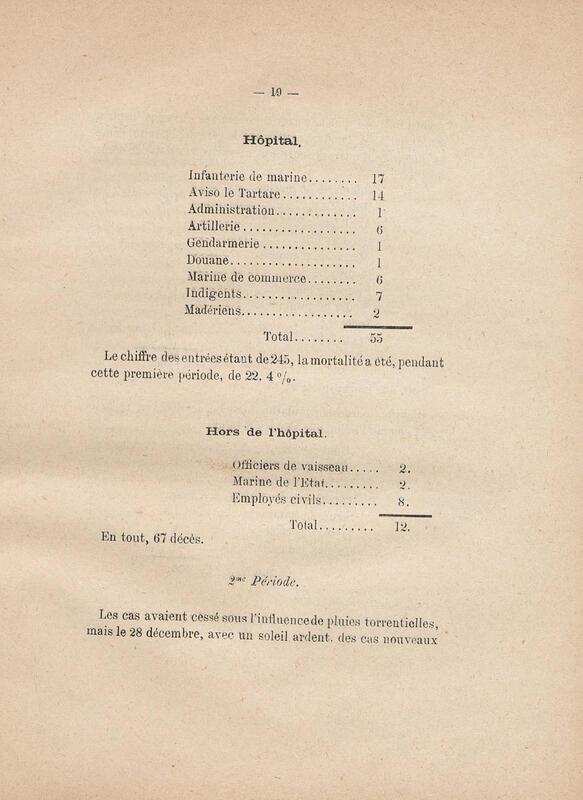 — 19 —
Hôpital.
Infanterie de marine........ 17
Aviso le Tartare............ 14
Administration............. 1
Artillerie.................. 6
Gendarmerie............... 1
Douane.................... 1
Marine de commerce........ 6
Indigents.................. 7
Madériens................. 2
Total........ 55
Le chiffre des entrées étant de 245, la mortalité a été, pendant
cette première période, de 22. 4 %.
Hors de l'hôpital.
Officiers de vaisseau..... 2.
Marine de l'Etat......... 2.
Employés civils......... 8.
Total......... 12.
En tout, 67 décès.
2me Période.
Les cas avaient cessé sous l'influence de pluies torrentielles,
mais le 28 décembre, avec un soleil ardent, des cas nouveaux